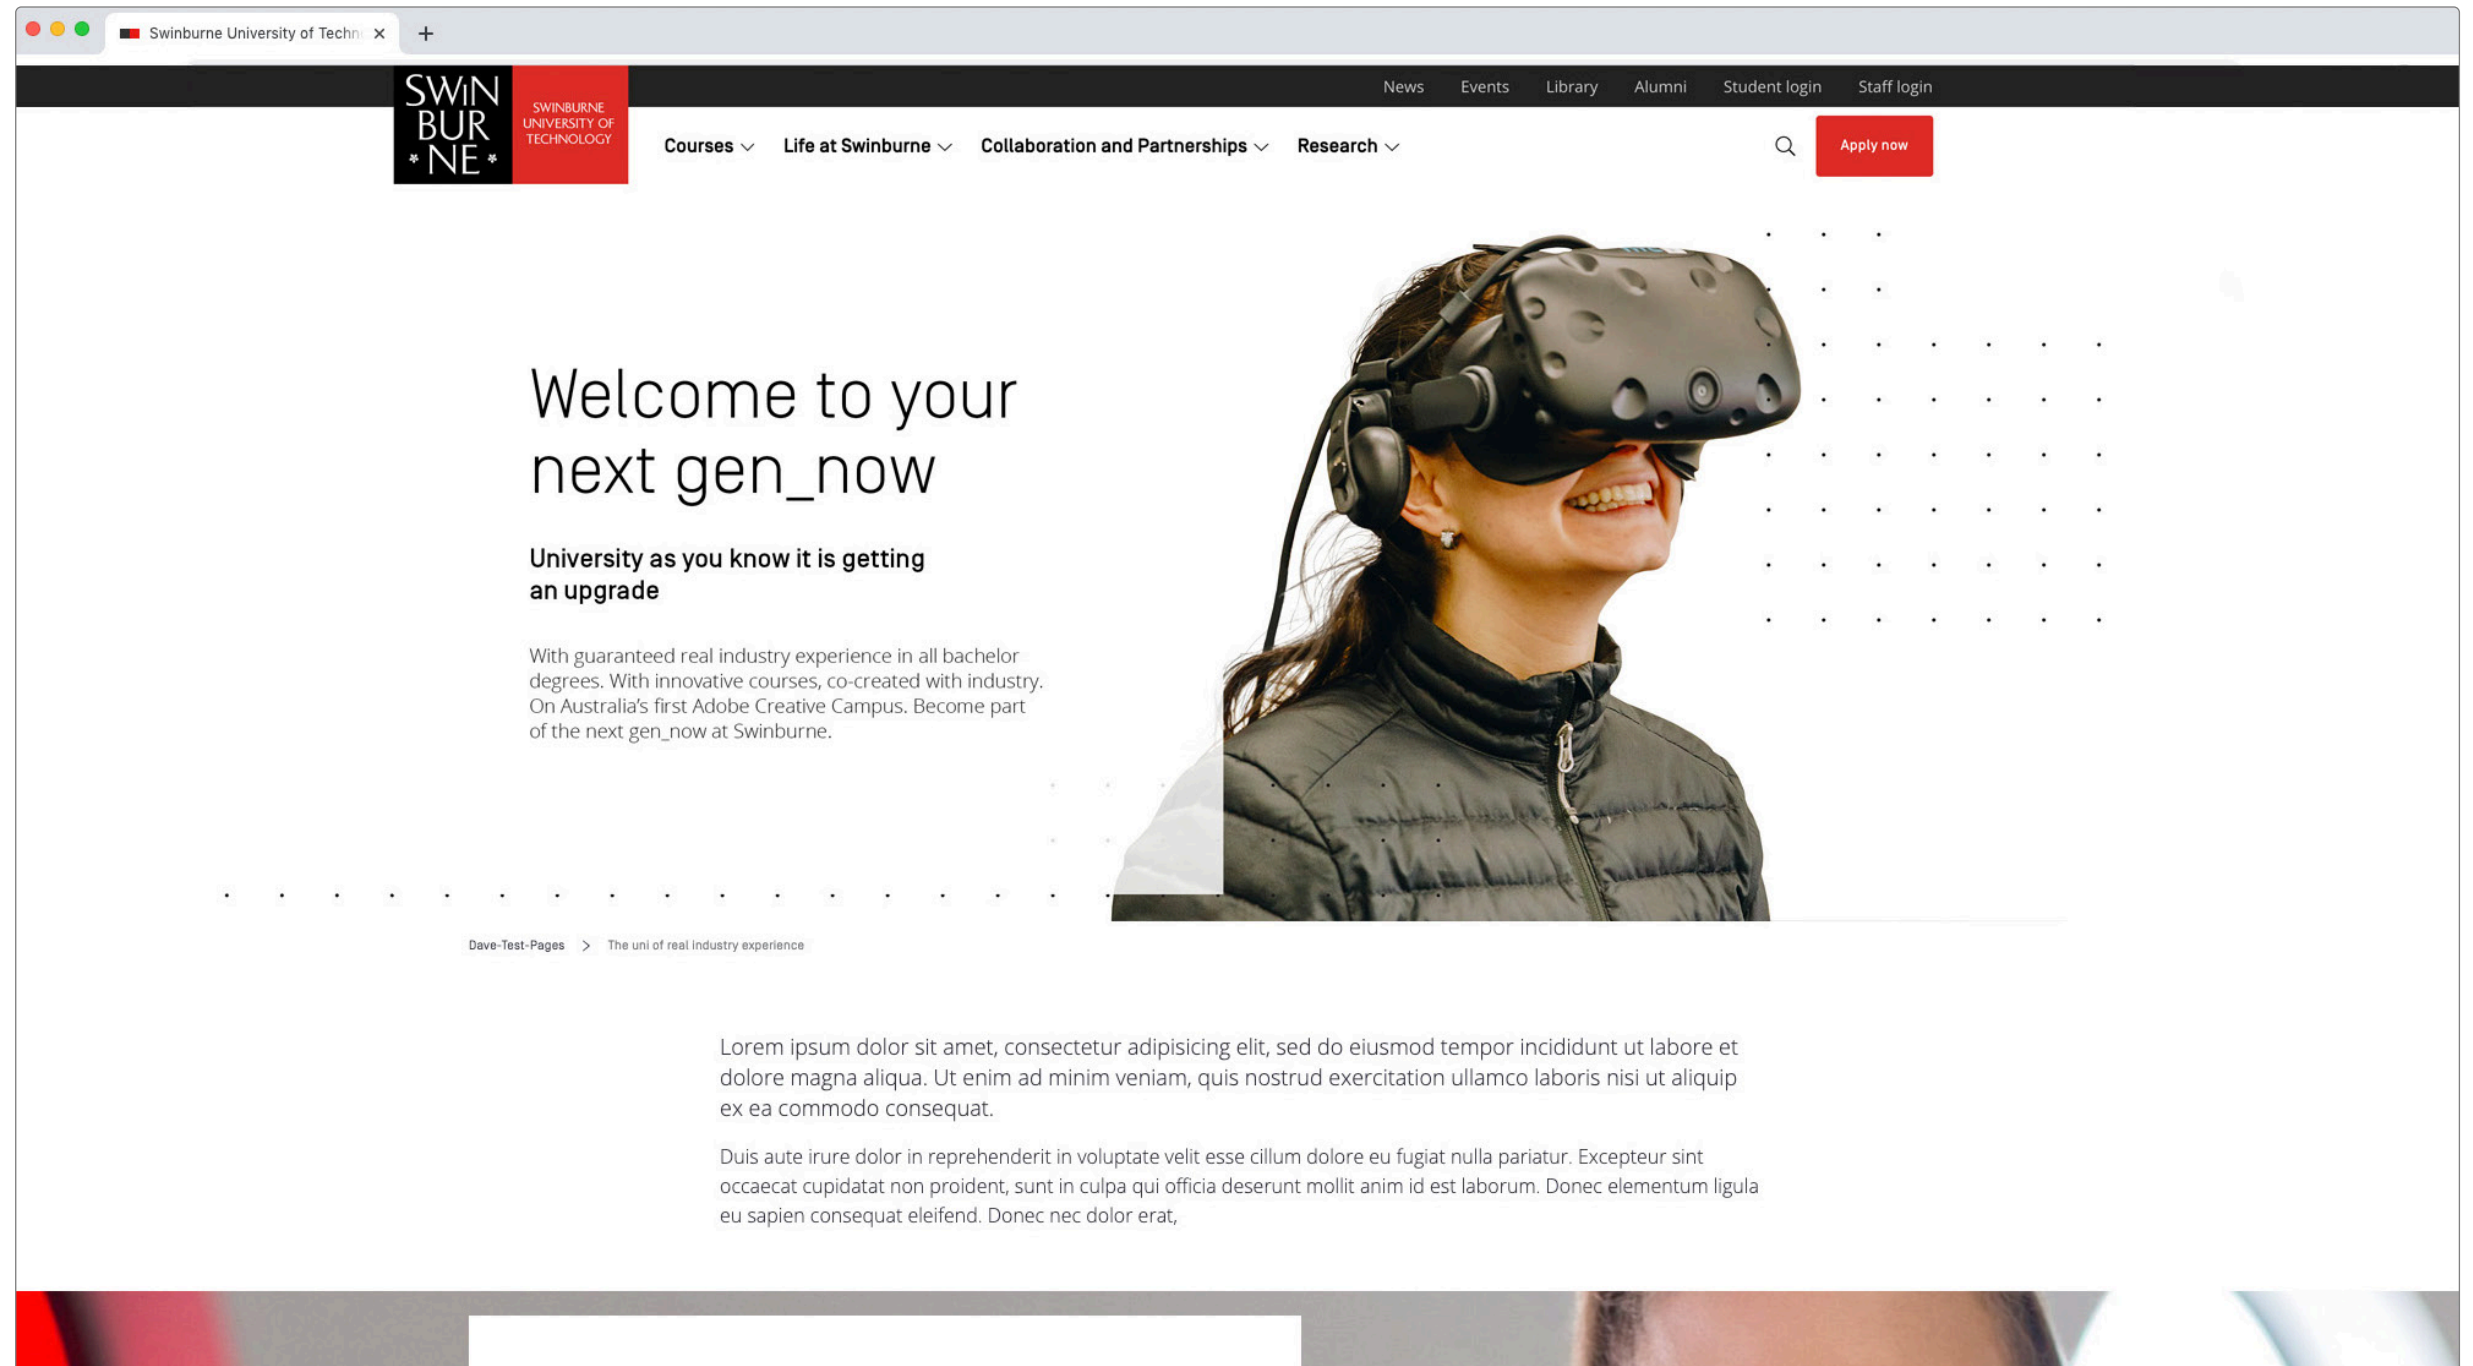 Swinburne University of Techn
News Events Library Alumni Student login Staff login
SWiN
BUR
NE
SWINBURNE
UNIVERSITY OF
TECHNOLOGY
Courses Life at Swinburne Collaboration and Partnerships Research
Apply now
Welcome to your
next gen_now
University as you know it is getting
an upgrade
With guaranteed real industry experience in all bachelor
degrees. With innovative courses, co-created with industry.
On Australia's first Adobe Creative Campus. Become part
of the next gen_now at Swinburne.
Dave-Test-Pages > The uni of real industry experience
Lorem ipsum dolor sit amet, consectetur adipisicing elit, sed do eiusmod tempor incididunt ut labore et
dolore magna aliqua. Ut enim ad minim veniam, quis nostrud exercitation ullamco laboris nisi ut aliquip
ex ea commodo consequat.
Duis aute irure dolor in reprehenderit in voluptate velit esse cillum dolore eu fugiat nulla pariatur. Excepteur sint
occaecat cupidatat non proident, sunt in culpa qui officia deserunt mollit anim id est laborum. Donec elementum ligula
eu sapien consequat eleifend. Donec nec dolor erat,